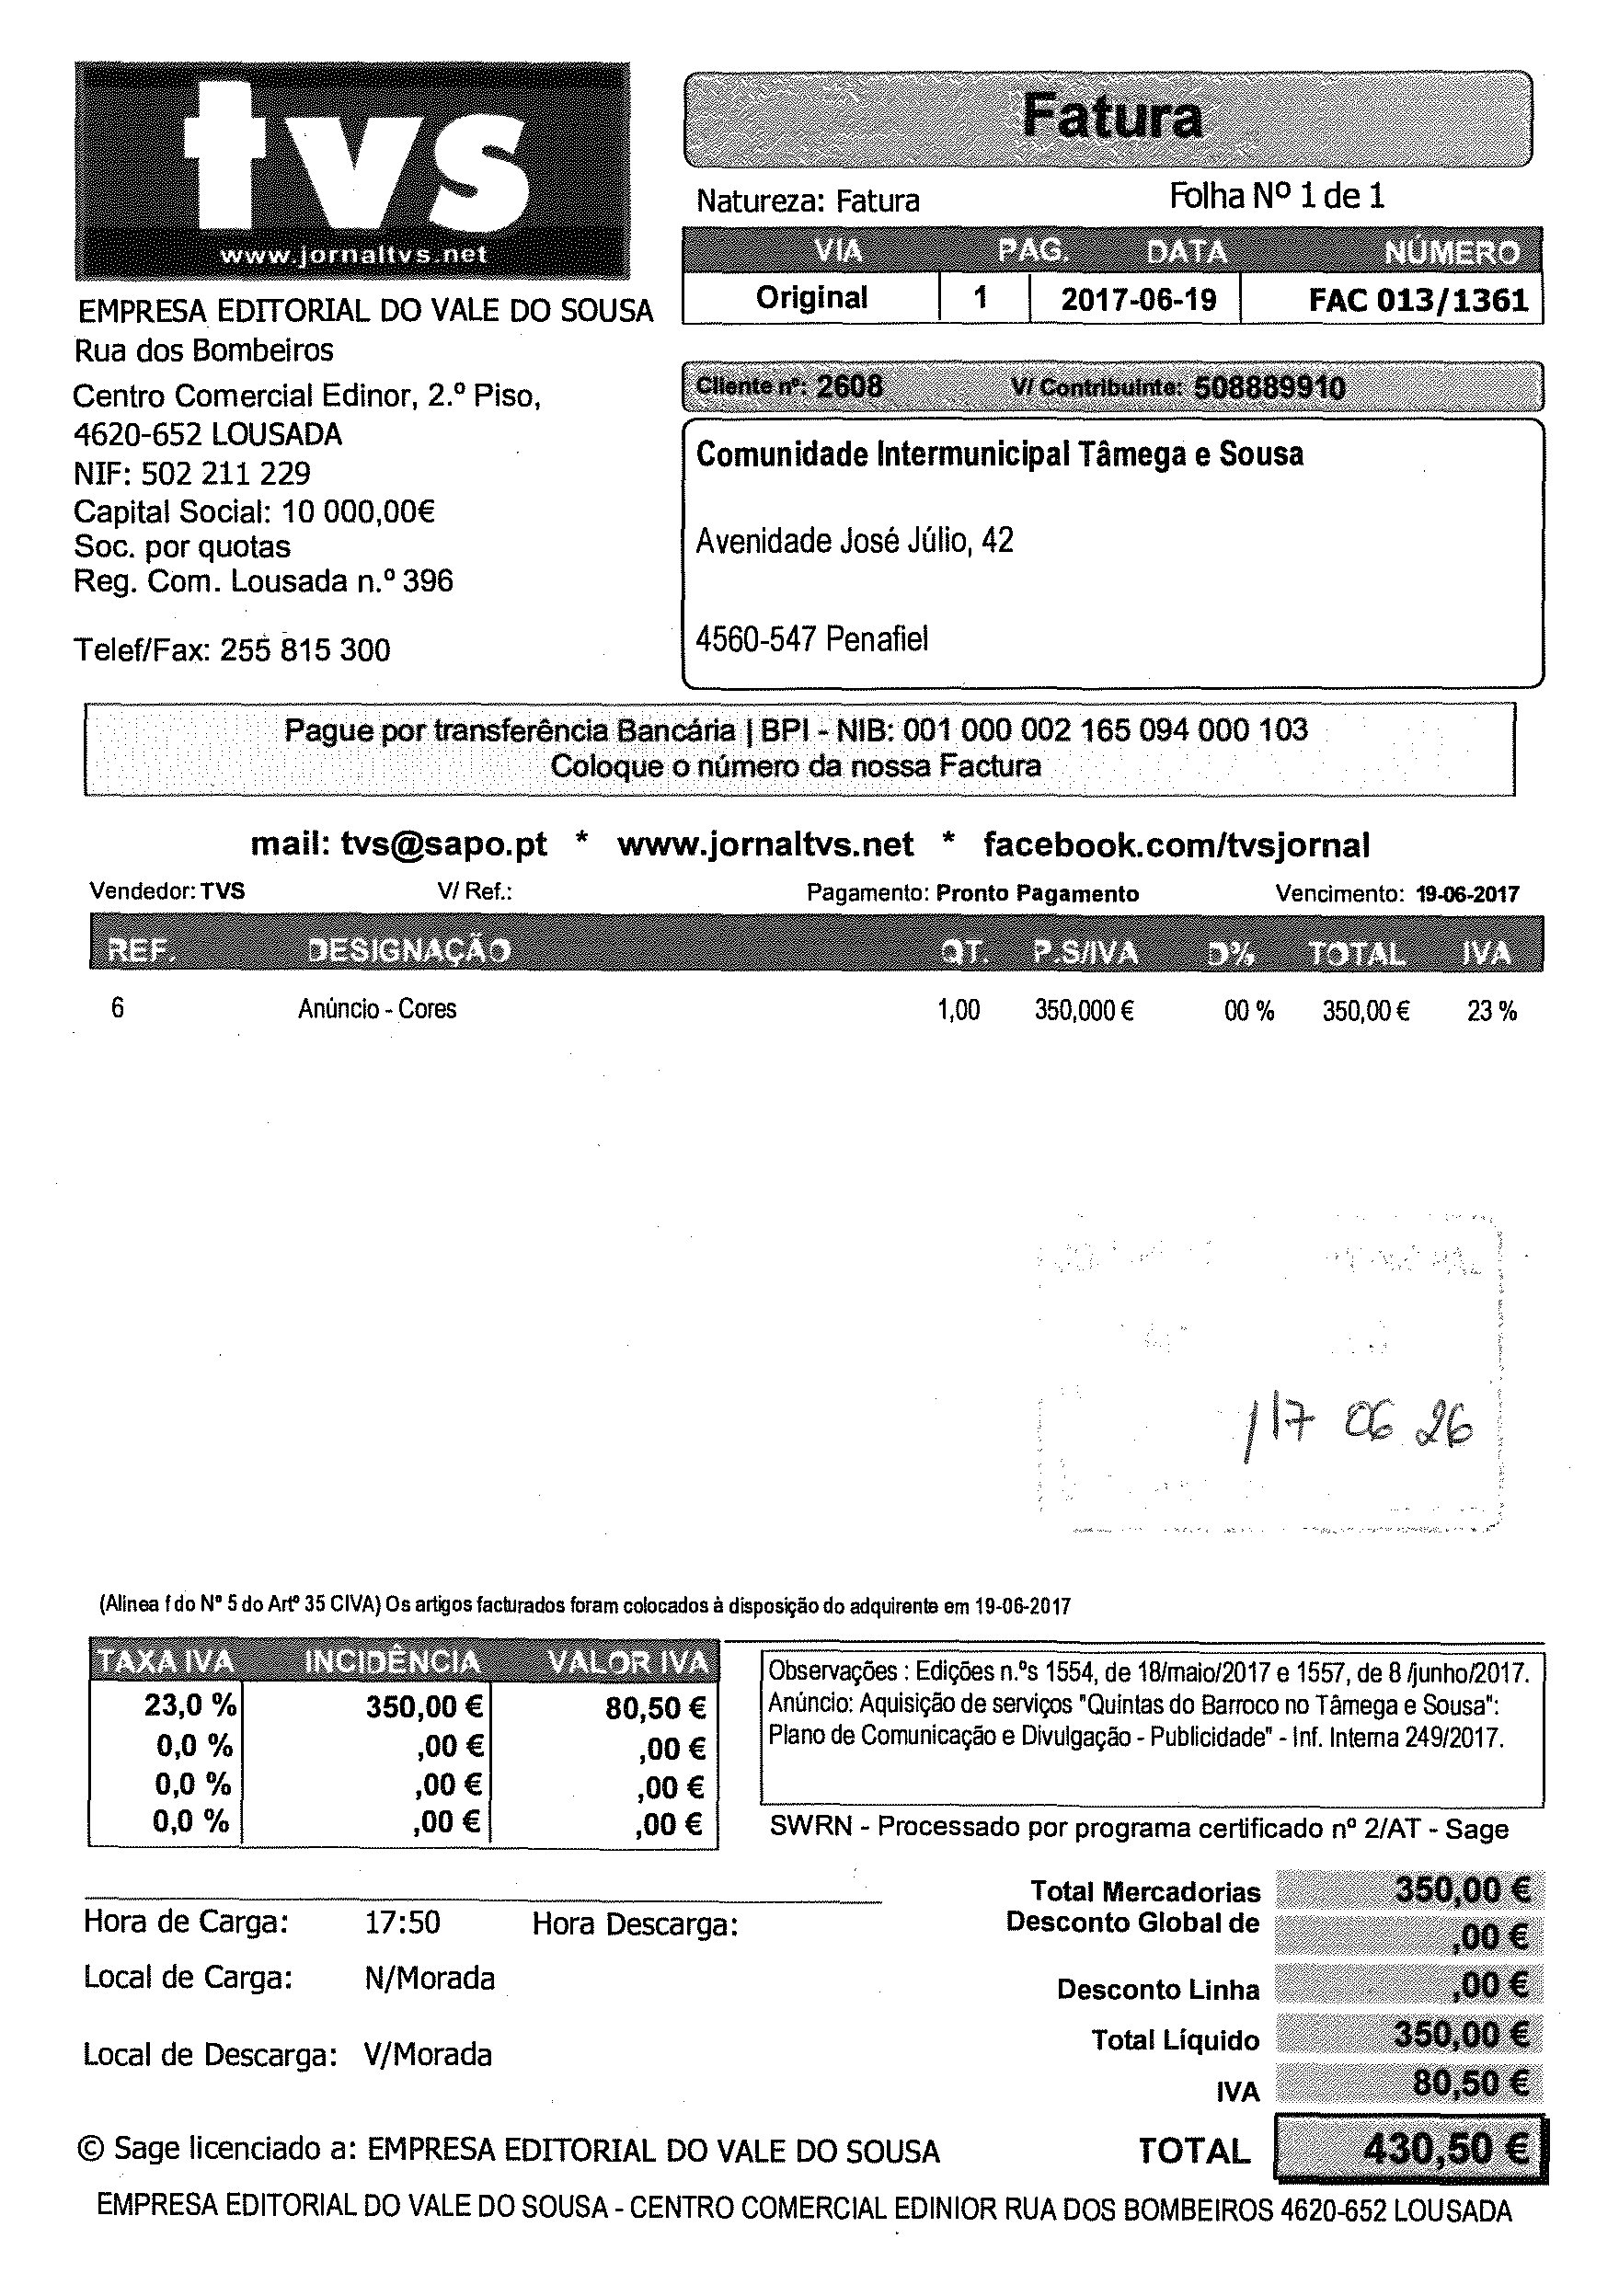 tvs
www.jornaltvs.net
EMPRESA EDITORIAL DO VALE DO SOUSA
Rua dos Bombeiros
Centro Comercial Edinor, 2.º Piso,
4620-652 LOUSADA
NIF: 502 211 229
Capital Social: 10 000,00€
Soc. por quotas
Reg. Com. Lousada n.º 396
Telef/Fax: 255 815 300
Fatura
Natureza: Fatura Folha Nº 1 de 1
VIA PAG. DATA NÚMERO
Original 1 2017-06-19 FAC 013/1361
Cliente nº: 2608 V/ Contribuinte: 508889910
Comunidade Intermunicipal Tâmega e Sousa
Avenidade José Júlio, 42
4560-547 Penafiel
Pague por transferência Bancária | BPI - NIB: 001 000 002 165 094 000 103
Coloque o número da nossa Factura
mail: tvs@sapo.pt * www.jornaltvs.net * facebook.com/tvsjornal
Vendedor: TVS V/ Ref.: Pagamento: Pronto Pagamento Vencimento: 19-06-2017
REF. DESIGNAÇÃO QT. P.S/IVA D% TOTAL IVA
6 Anúncio - Cores 1,00 350,000 € 00 % 350,00 € 23 %
/17 06 26
(Alinea f do Nº 5 do Artº 35 CIVA) Os artigos facturados foram colocados à disposição do adquirente em 19-06-2017
TAXA IVA INCIDÊNCIA VALOR IVA
23,0 % 350,00 € 80,50 €
0,0 % ,00 € ,00 €
0,0 % ,00 € ,00 €
0,0 % ,00 € ,00 €
Observações : Edições n.ºs 1554, de 18/maio/2017 e 1557, de 8 /junho/2017.
Anúncio: Aquisição de serviços "Quintas do Barroco no Tâmega e Sousa":
Plano de Comunicação e Divulgação - Publicidade" - Inf. Interna 249/2017.
SWRN - Processado por programa certificado nº 2/AT - Sage
Hora de Carga: 17:50 Hora Descarga:
Local de Carga: N/Morada
Local de Descarga: V/Morada
Total Mercadorias 350,00 €
Desconto Global de ,00 €
Desconto Linha ,00 €
Total Líquido 350,00 €
IVA 80,50 €
© Sage licenciado a: EMPRESA EDITORIAL DO VALE DO SOUSA TOTAL 430,50 €
EMPRESA EDITORIAL DO VALE DO SOUSA - CENTRO COMERCIAL EDINIOR RUA DOS BOMBEIROS 4620-652 LOUSADA